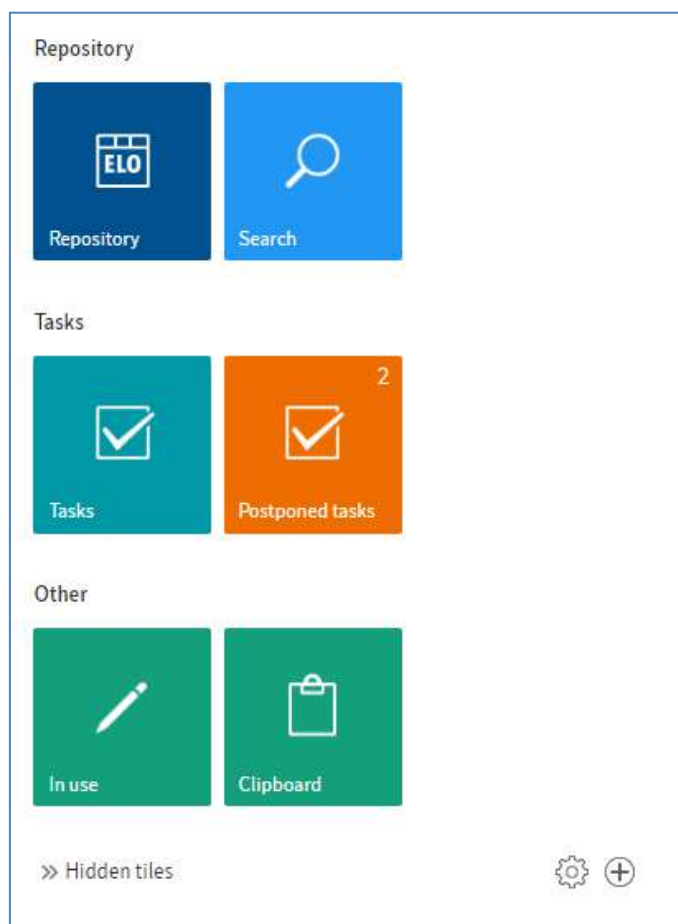 Repository
ELO
Repository
Search
Tasks
2
Tasks
Postponed tasks
Other
In use
Clipboard
Hidden tiles